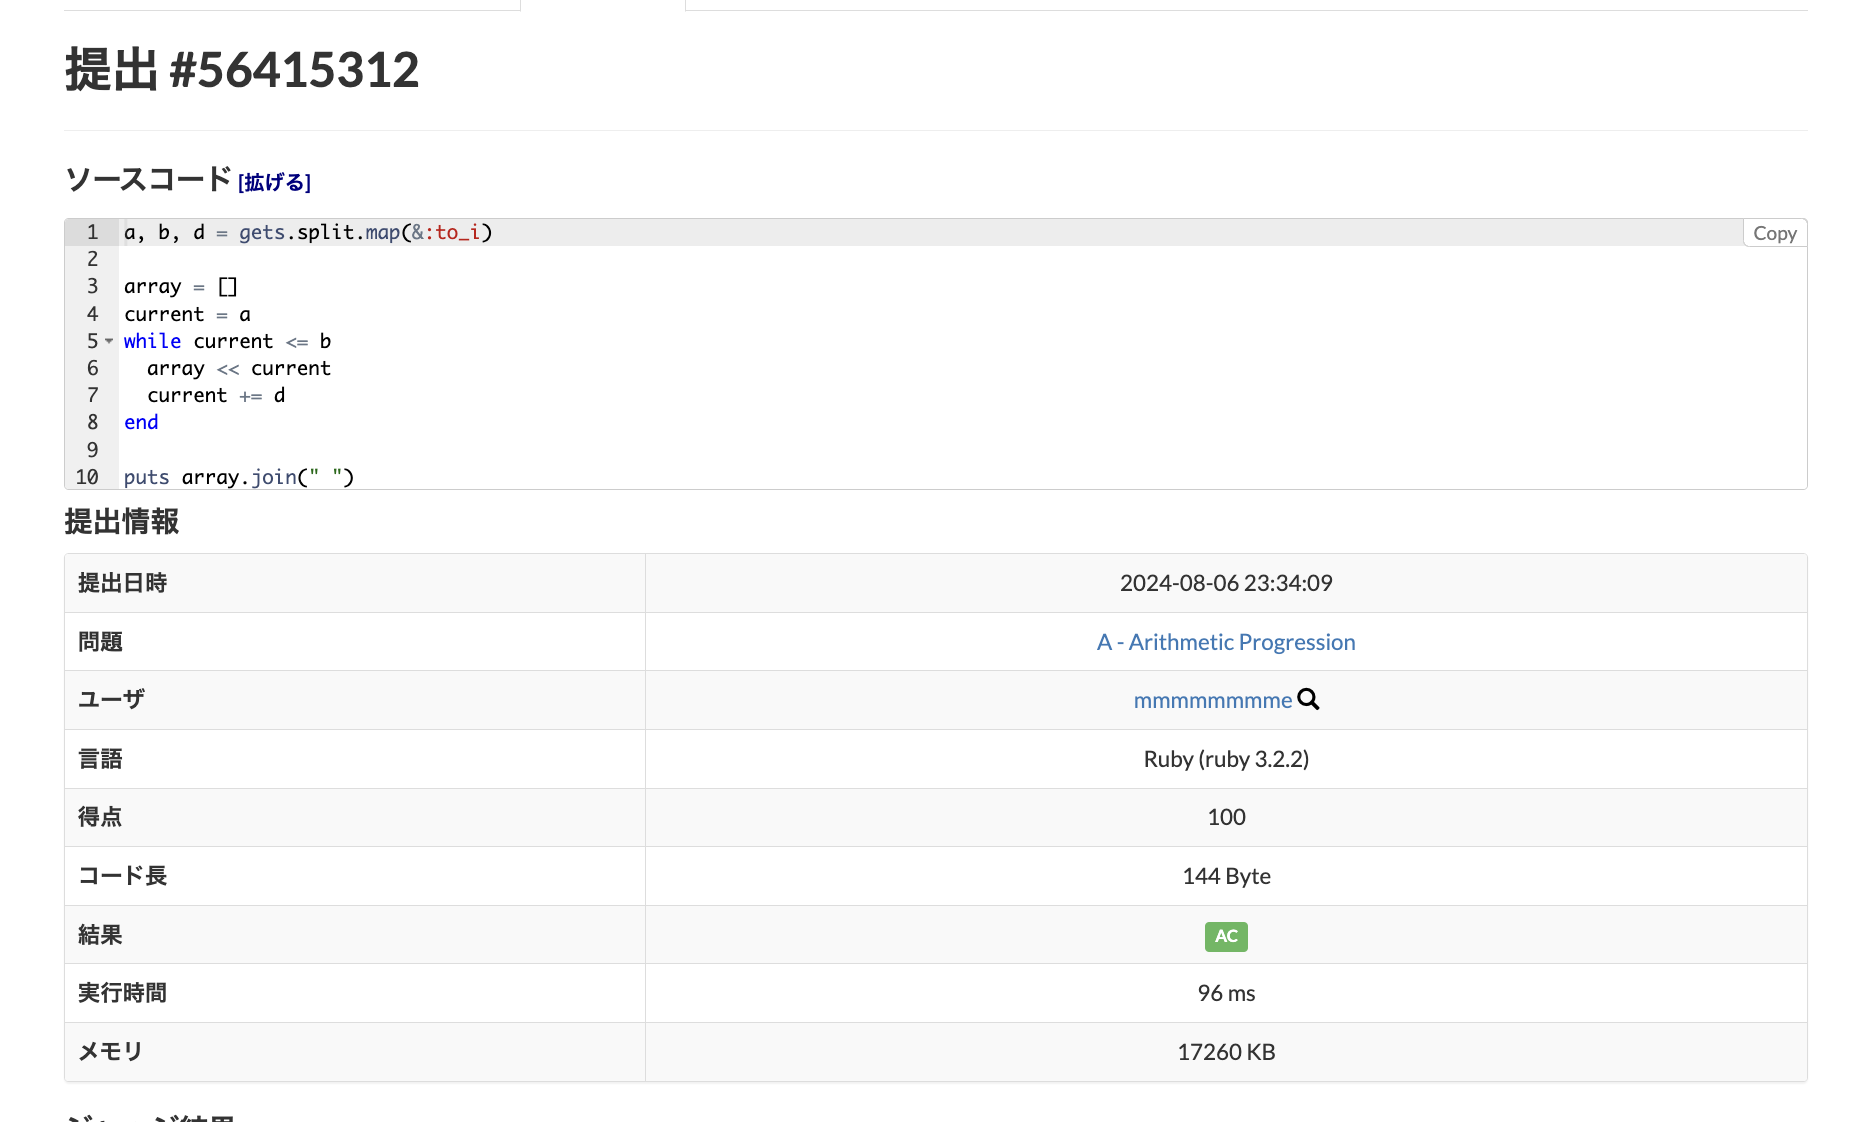 提出 #56415312
ソースコード [拡げる]
Copy
1 a, b, d = gets.split.map(&:to_i)
2
3 array = []
4 current = a
5 while current <= b
6   array << current
7   current += d
8 end
9
10 puts array.join(" ")
提出情報
提出日時 2024-08-06 23:34:09
問題 A - Arithmetic Progression
ユーザ mmmmmmmme
言語 Ruby (ruby 3.2.2)
得点 100
コード長 144 Byte
結果 AC
実行時間 96 ms
メモリ 17260 KB